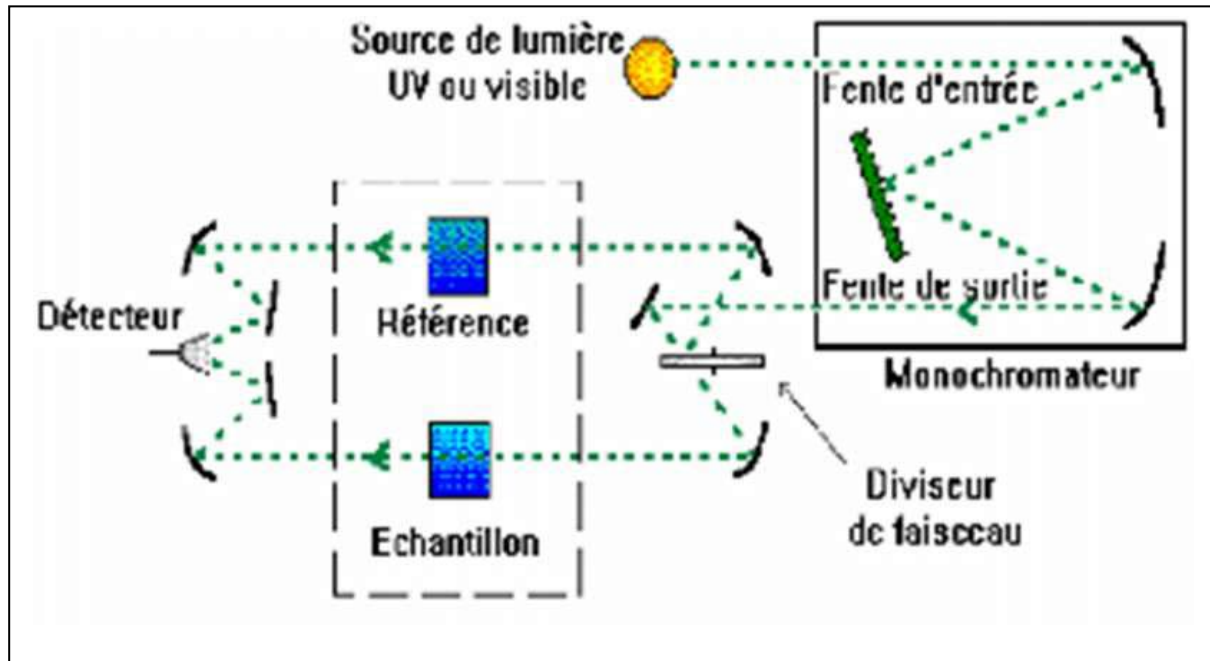 Source de lumière
UV ou visible
Fente d'entrée
Fente de sortie
Monochromateur
Détecteur
Référence
Echantillon
Diviseur
de faisceau